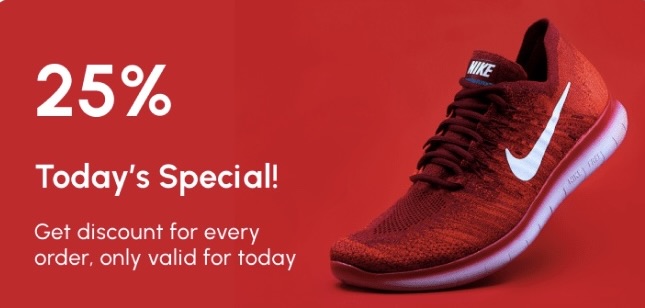 25%
Today's Special!
Get discount for every
order, only valid for today
NIKE